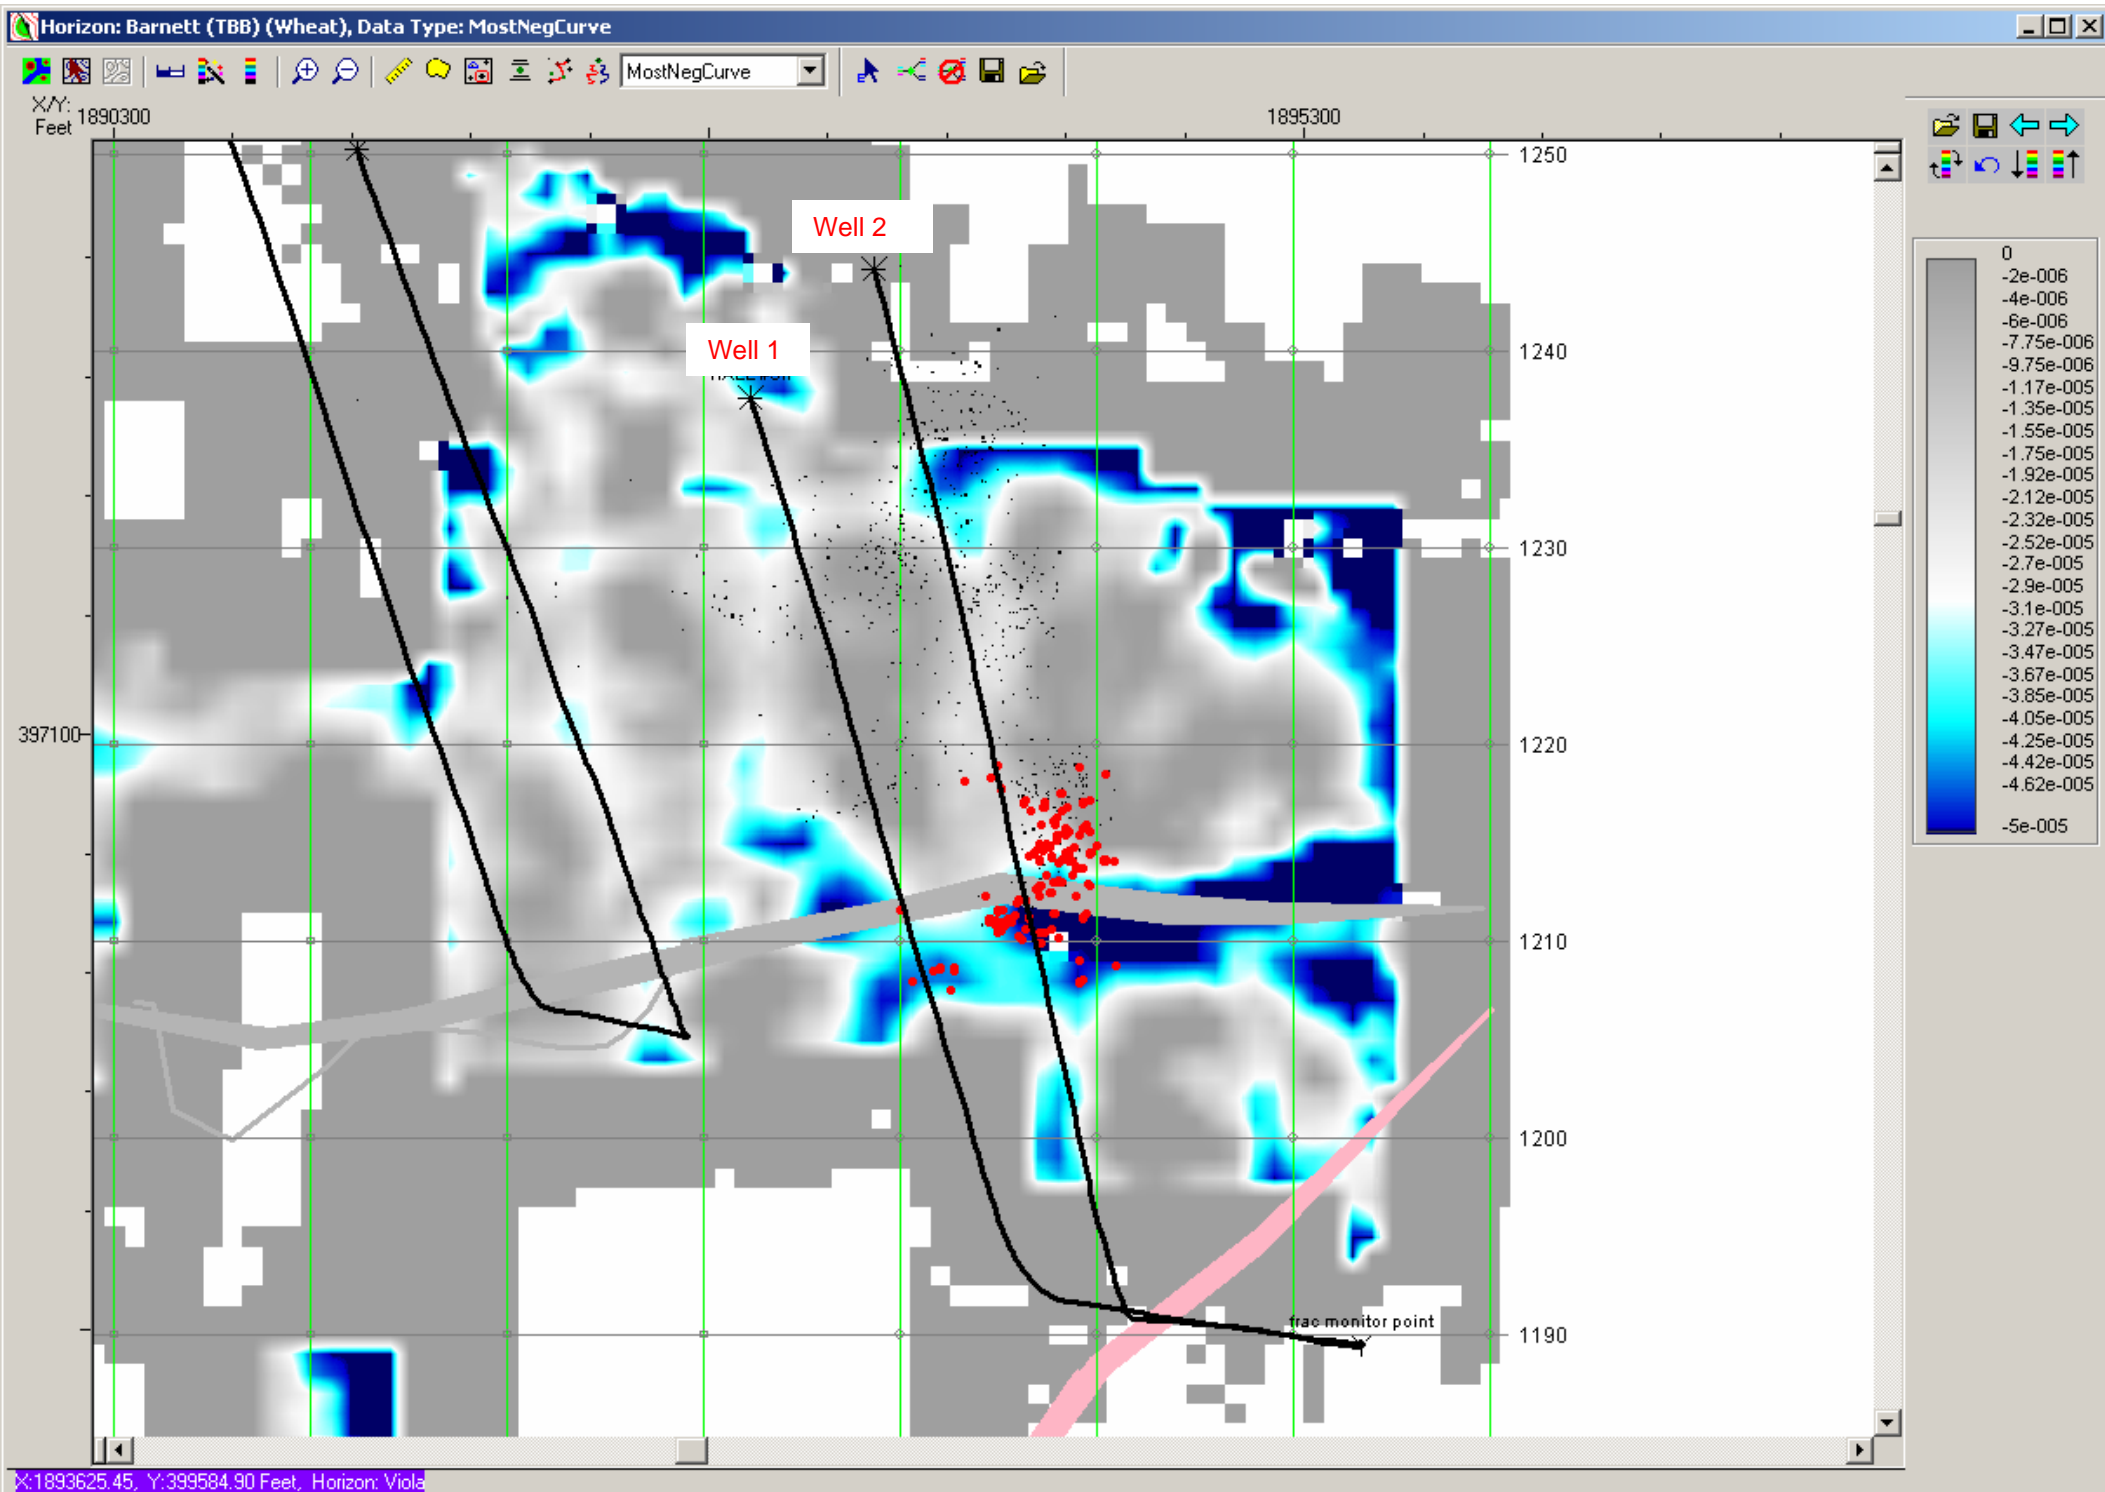 Horizon: Barnett (TBB) (Wheat), Data Type: MostNegCurve
MostNegCurve
X/Y:
Feet
1890300
1895300
397100
Well 2
Well 1
1250
1240
1230
1220
1210
1200
1190
frac monitor point
0
-2e-006
-4e-006
-6e-006
-7.75e-006
-9.75e-006
-1.17e-005
-1.35e-005
-1.55e-005
-1.75e-005
-1.92e-005
-2.12e-005
-2.32e-005
-2.52e-005
-2.7e-005
-2.9e-005
-3.1e-005
-3.27e-005
-3.47e-005
-3.67e-005
-3.85e-005
-4.05e-005
-4.25e-005
-4.42e-005
-4.62e-005
-5e-005
X:1893625.45, Y:399584.90 Feet, Horizon: Viola